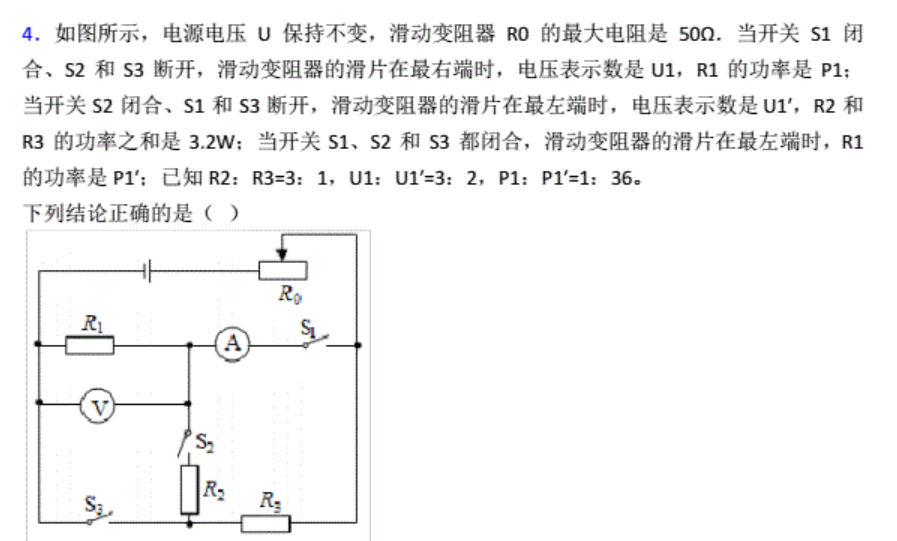 4．如图所示，电源电压 U 保持不变，滑动变阻器 R0 的最大电阻是 50Ω．当开关 S1 闭
合、S2 和 S3 断开，滑动变阻器的滑片在最右端时，电压表示数是 U1，R1 的功率是 P1；
当开关 S2 闭合、S1 和 S3 断开，滑动变阻器的滑片在最左端时，电压表示数是 U1′，R2 和
R3 的功率之和是 3.2W；当开关 S1、S2 和 S3 都闭合，滑动变阻器的滑片在最左端时，R1
的功率是 P1′；已知 R2：R3=3：1，U1：U1′=3：2，P1：P1′=1：36。
下列结论正确的是（ ）
R0
R1
S1
A
V
S2
R2
S3
R3